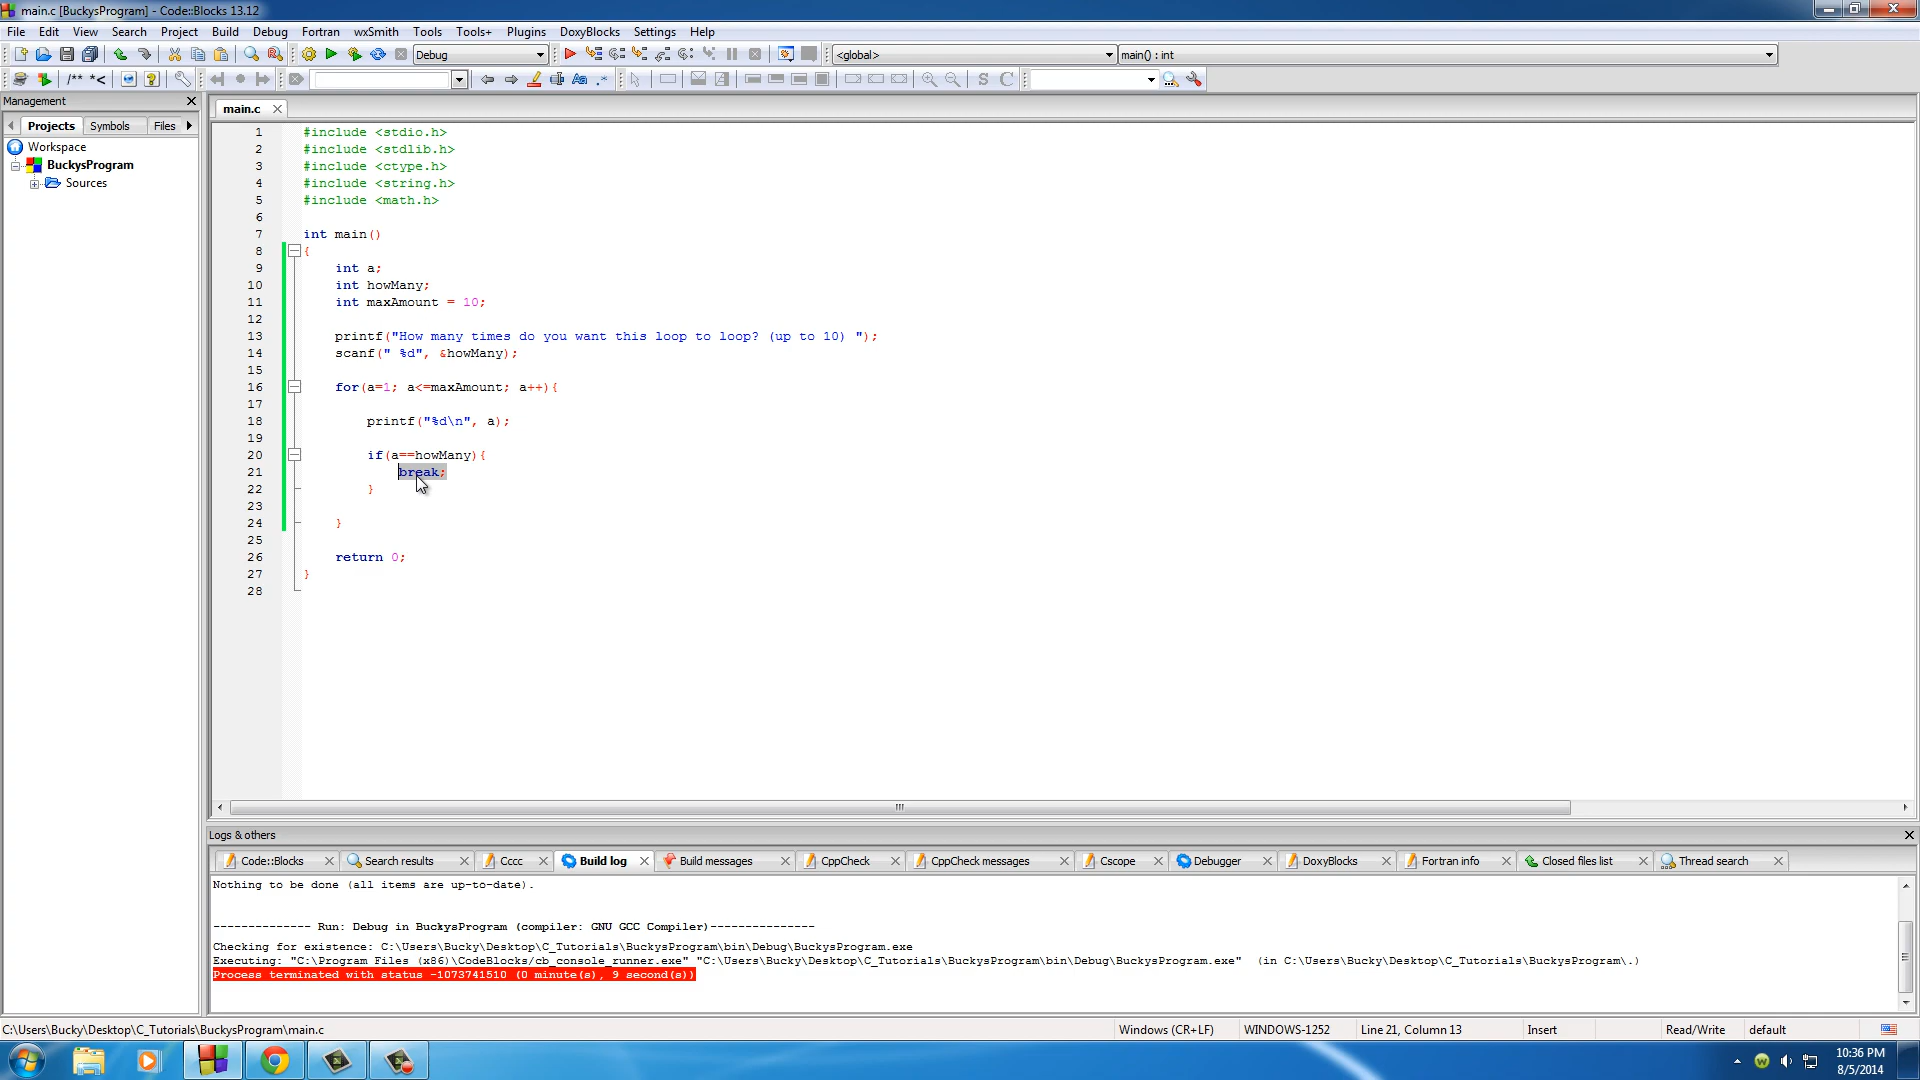 main.c [BuckysProgram] - Code::Blocks 13.12
File Edit View Search Project Build Debug Fortran wxSmith Tools Tools+ Plugins DoxyBlocks Settings Help
Debug <global> main() : int
/** *<
Management
main.c
Projects Symbols Files
Workspace
BuckysProgram
Sources
1 #include <stdio.h>
2 #include <stdlib.h>
3 #include <ctype.h>
4 #include <string.h>
5 #include <math.h>
6
7 int main()
8 {
9 int a;
10 int howMany;
11 int maxAmount = 10;
12
13 printf("How many times do you want this loop to loop? (up to 10) ");
14 scanf(" %d", &howMany);
15
16 for(a=1; a<=maxAmount; a++){
17
18 printf("%d\n", a);
19
20 if(a==howMany){
21 break;
22 }
23
24 }
25
26 return 0;
27 }
28
Logs & others
Code::Blocks Search results Cccc Build log Build messages CppCheck CppCheck messages Cscope Debugger DoxyBlocks Fortran info Closed files list Thread search
Nothing to be done (all items are up-to-date).
-------------- Run: Debug in BuckysProgram (compiler: GNU GCC Compiler)---------------
Checking for existence: C:\Users\Bucky\Desktop\C_Tutorials\BuckysProgram\bin\Debug\BuckysProgram.exe
Executing: "C:\Program Files (x86)\CodeBlocks/cb_console_runner.exe" "C:\Users\Bucky\Desktop\C_Tutorials\BuckysProgram\bin\Debug\BuckysProgram.exe"  (in C:\Users\Bucky\Desktop\C_Tutorials\BuckysProgram\.)
Process terminated with status -1073741510 (0 minute(s), 9 second(s))
C:\Users\Bucky\Desktop\C_Tutorials\BuckysProgram\main.c Windows (CR+LF) WINDOWS-1252 Line 21, Column 13 Insert Read/Write default
10:36 PM
8/5/2014